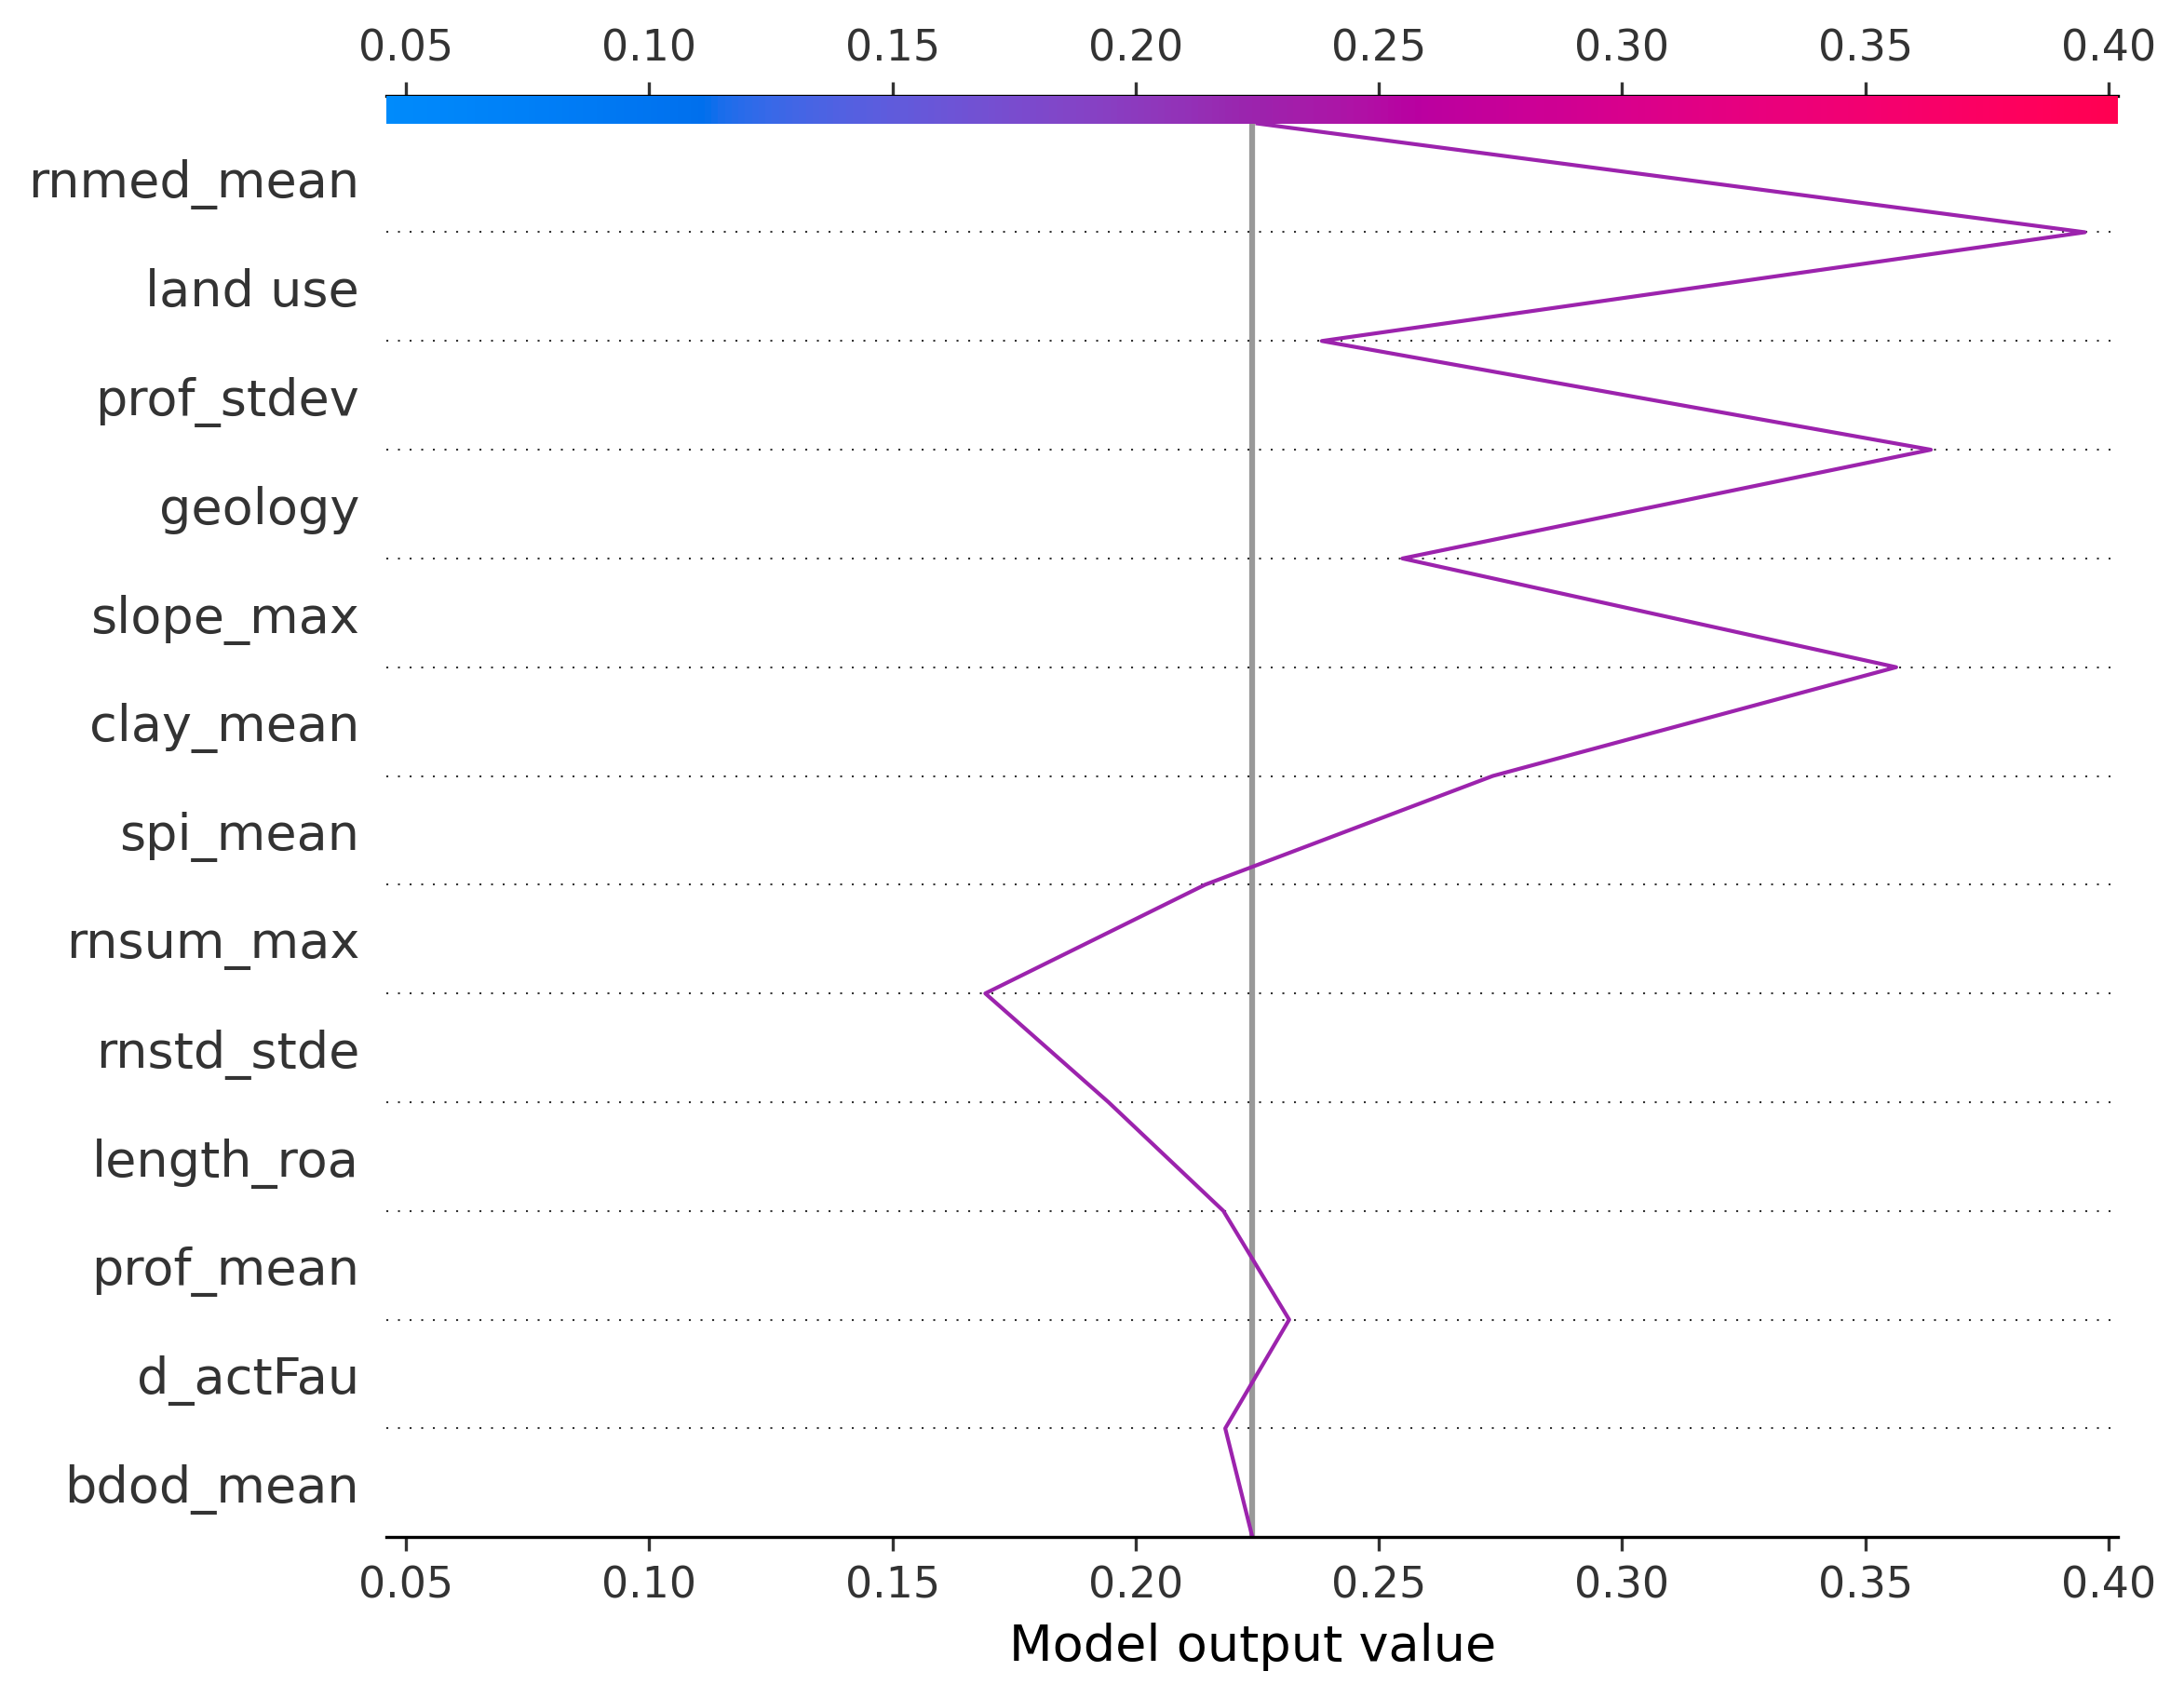 0.05 0.10 0.15 0.20 0.25 0.30 0.35 0.40
rnmed_mean
land use
prof_stdev
geology
slope_max
clay_mean
spi_mean
rnsum_max
rnstd_stde
length_roa
prof_mean
d_actFau
bdod_mean
0.05 0.10 0.15 0.20 0.25 0.30 0.35 0.40
Model output value